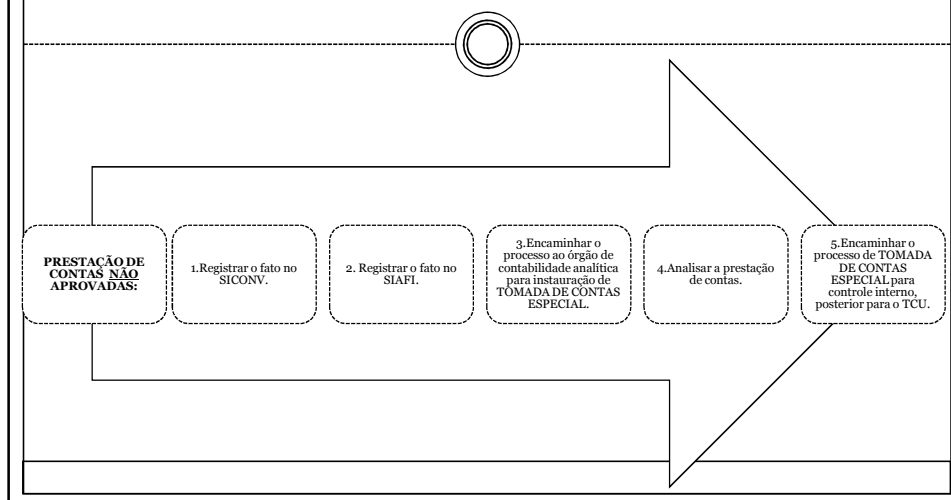 PRESTAÇÃO DE
CONTAS NÃO
APROVADAS:
1.Registrar o fato no
SICONV.
2. Registrar o fato no
SIAFI.
3.Encaminhar o
processo ao órgão de
contabilidade analítica
para instauração de
TOMADA DE CONTAS
ESPECIAL.
4.Analisar a prestação
de contas.
5.Encaminhar o
processo de TOMADA
DE CONTAS
ESPECIAL para
controle interno,
posterior para o TCU.